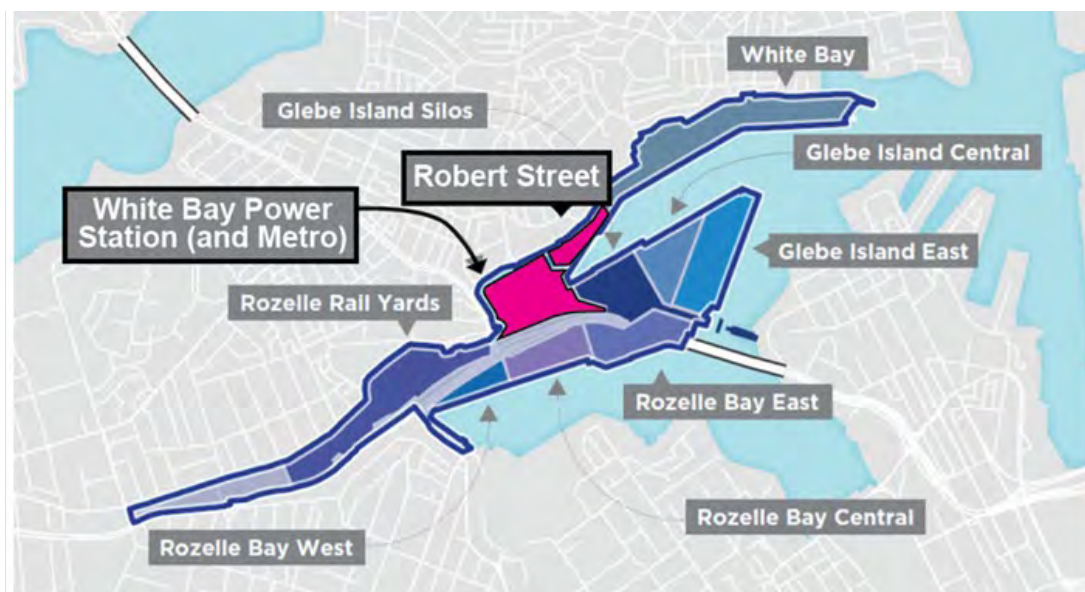 White Bay
Glebe Island Silos
Glebe Island Central
Robert Street
White Bay Power
Station (and Metro)
Glebe Island East
Rozelle Rail Yards
Rozelle Bay East
Rozelle Bay Central
Rozelle Bay West